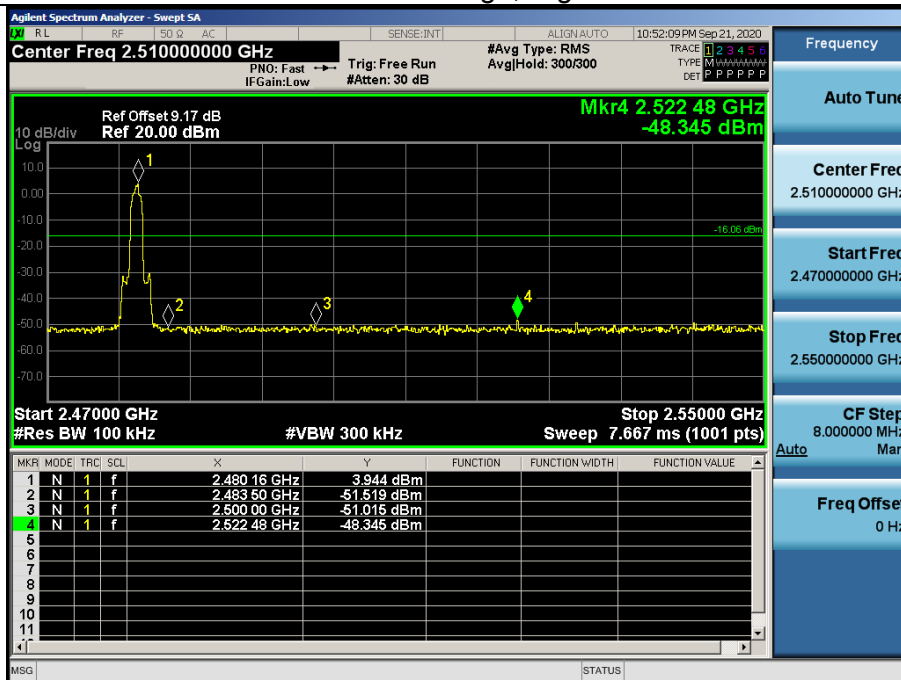 Agilent Spectrum Analyzer - Swept SA
LXI RL RF 50 Ω AC SENSE:INT ALIGN AUTO 10:52:09 PM Sep 21, 2020
Center Freq 2.510000000 GHz
PNO: Fast
IFGain:Low
Trig: Free Run
#Atten: 30 dB
#Avg Type: RMS
Avg|Hold: 300/300
TRACE 1 2 3 4 5 6
TYPE M
DET P P P P P P
Frequency
Auto Tune
Center Freq
2.510000000 GHz
Start Freq
2.470000000 GHz
Stop Freq
2.550000000 GHz
CF Step
8.000000 MHz
Auto Man
Freq Offset
0 Hz
Mkr4 2.522 48 GHz
-48.345 dBm
Ref Offset 9.17 dB
10 dB/div Ref 20.00 dBm
Log
10.0
0.00
-10.0
-20.0
-30.0
-40.0
-50.0
-60.0
-70.0
1
2
3
4
-16.06 dBm
Start 2.47000 GHz Stop 2.55000 GHz
#Res BW 100 kHz #VBW 300 kHz Sweep 7.667 ms (1001 pts)
MKR MODE TRC SCL X Y FUNCTION FUNCTION WIDTH FUNCTION VALUE
1 N 1 f 2.480 16 GHz 3.944 dBm
2 N 1 f 2.483 50 GHz -51.519 dBm
3 N 1 f 2.500 00 GHz -51.015 dBm
4 N 1 f 2.522 48 GHz -48.345 dBm
5
6
7
8
9
10
11
MSG STATUS